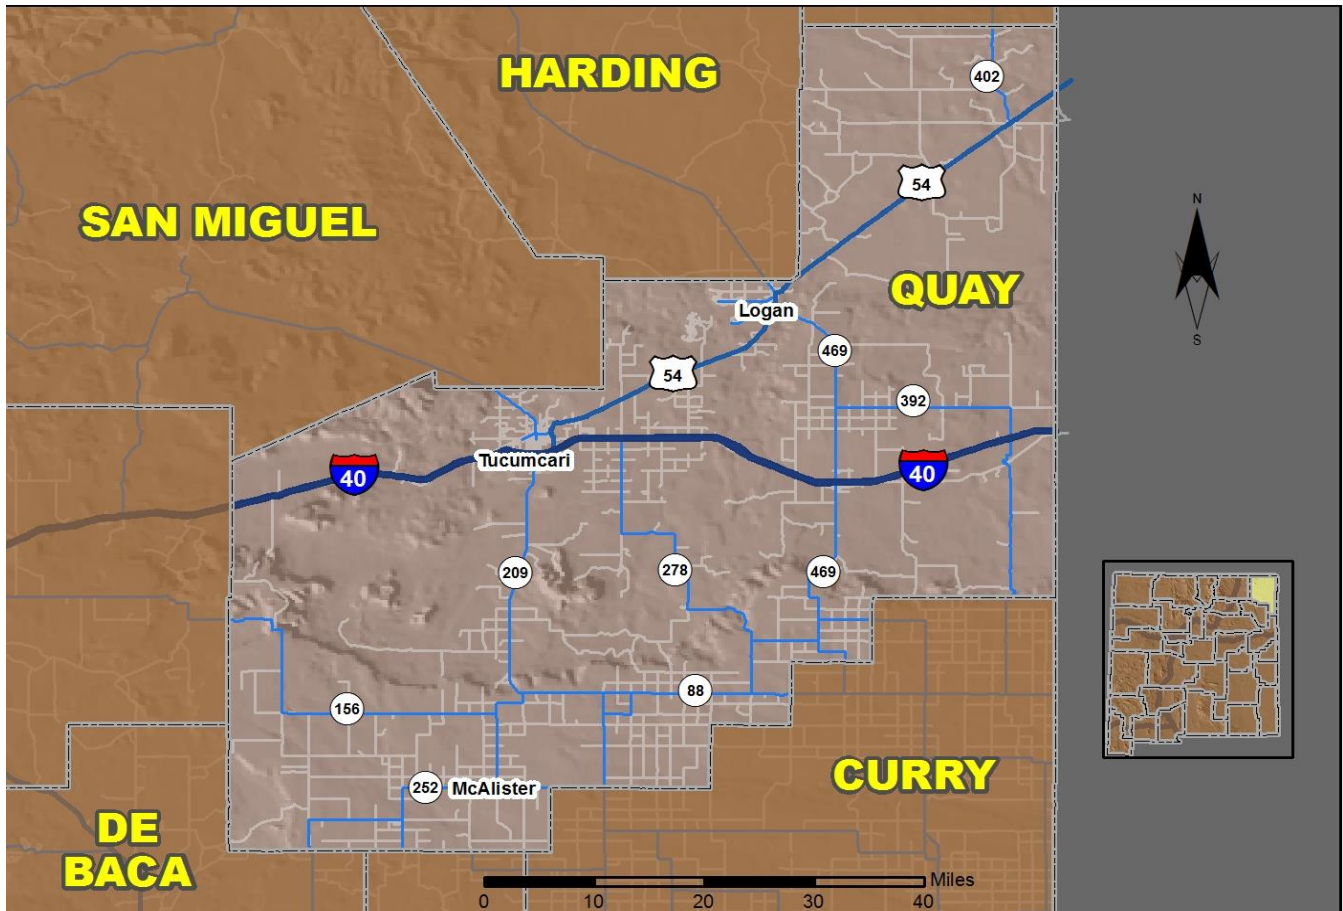 HARDING
402
54
SAN MIGUEL
N
QUAY
Logan
S
469
54
392
Tucumcari
40
40
209
278
469
88
156
CURRY
252
McAlister
DE
BACA
Miles
0 10 20 30 40